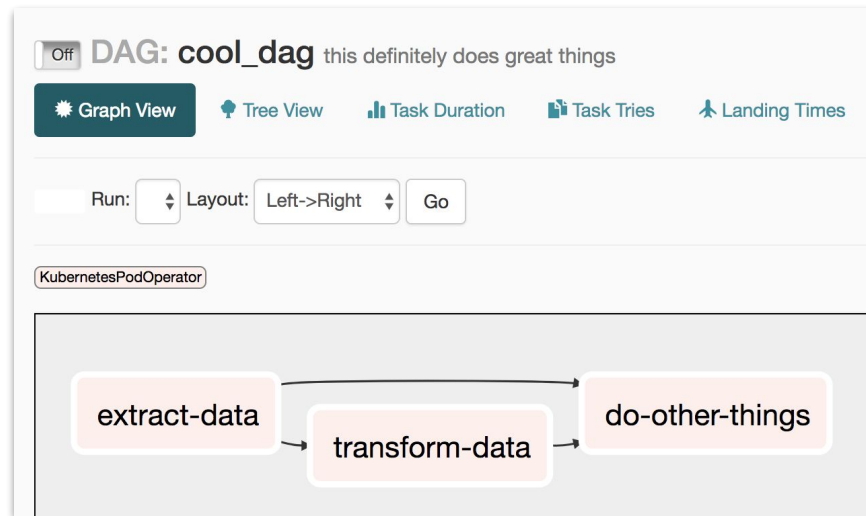 Off DAG: cool_dag this definitely does great things
Graph View Tree View Task Duration Task Tries Landing Times
Run: Layout: Left->Right Go
KubernetesPodOperator
extract-data do-other-things
transform-data